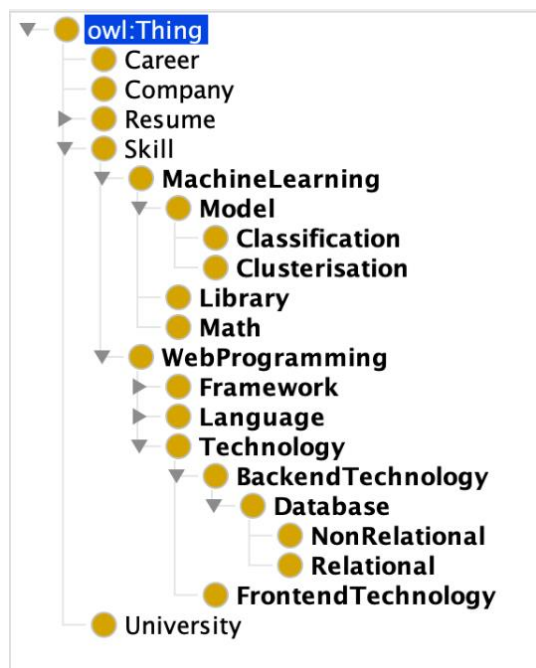 owl:Thing
Career
Company
Resume
Skill
MachineLearning
Model
Classification
Clusterisation
Library
Math
WebProgramming
Framework
Language
Technology
BackendTechnology
Database
NonRelational
Relational
FrontendTechnology
University